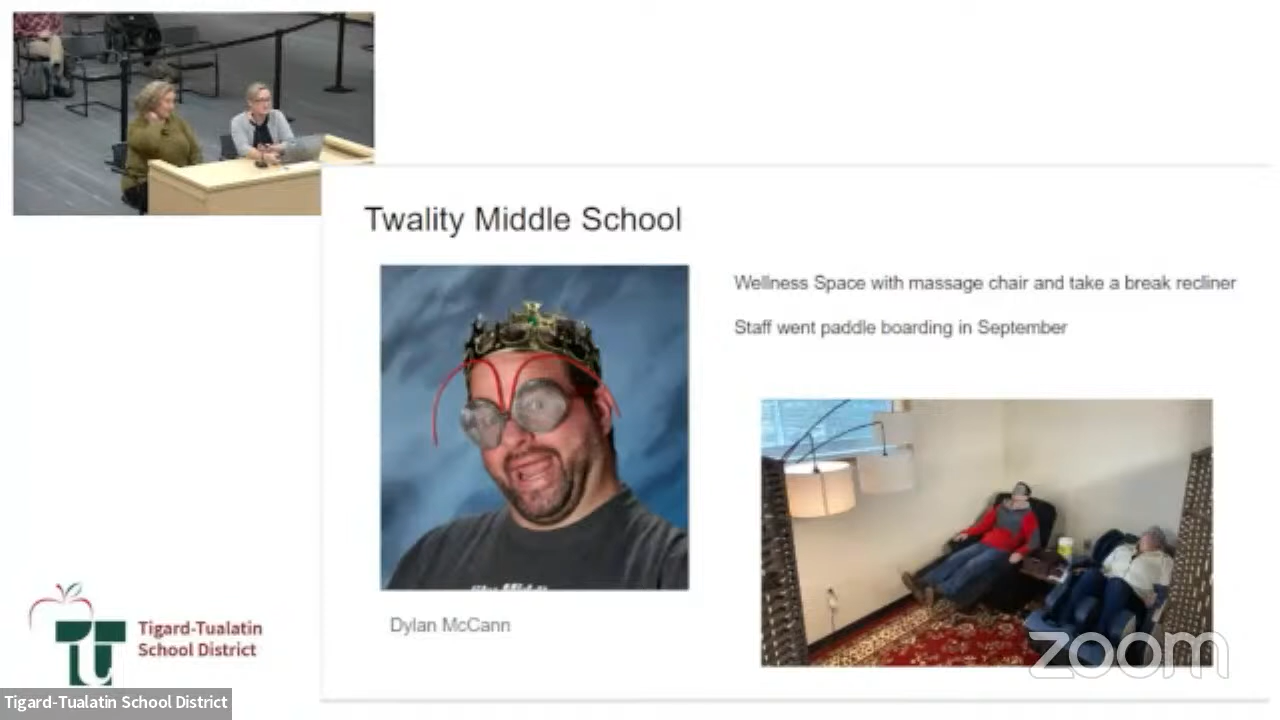 Twality Middle School
Wellness Space with massage chair and take a break recliner
Staff went paddle boarding in September
Dylan McCann
Tigard-Tualatin
School District
zoom
Tigard-Tualatin School District